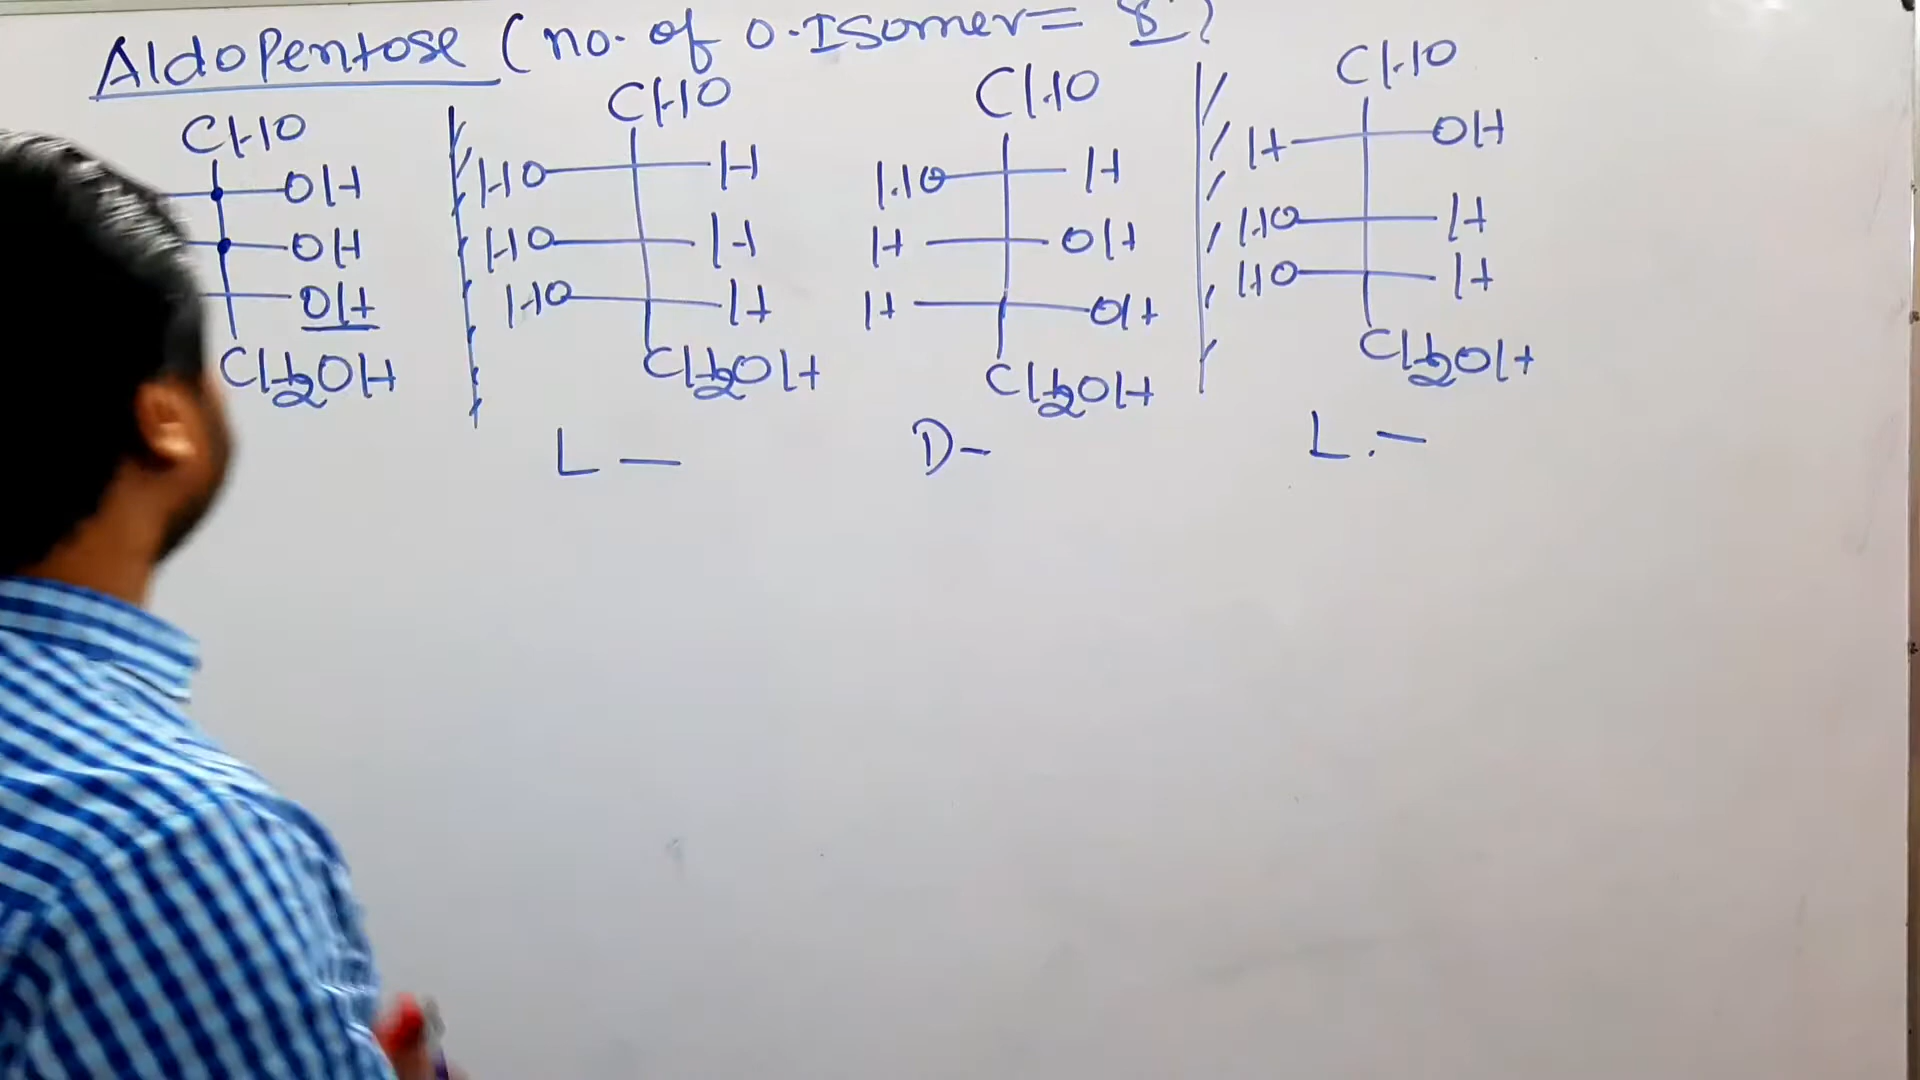 AldoPentose (no. of O.Isomer= 8)
CHO CHO CHO CHO
OH HO H HO H H OH
OH HO H H OH HO H
OH HO H H OH HO H
CH2OH CH2OH CH2OH CH2OH
L — D- L.-